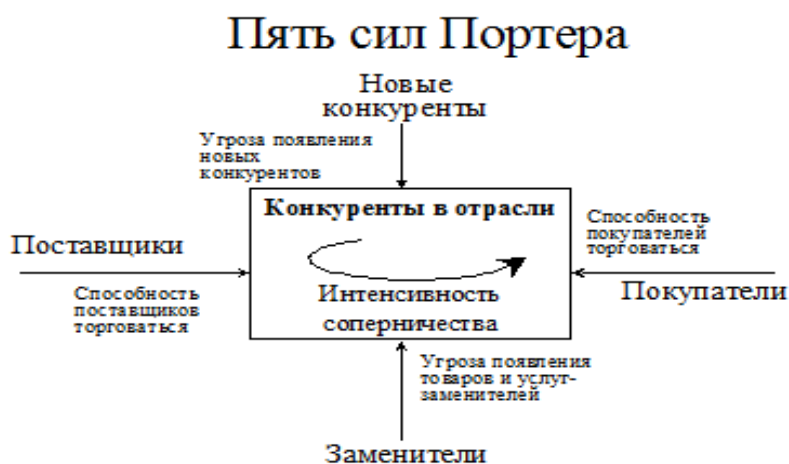 Пять сил Портера
Новые
конкуренты
Угроза появления
новых
конкурентов
Конкуренты в отрасли
Способность
покупателей
торговаться
Поставщики
Способность
поставщиков
торговаться
Интенсивность
соперничества
Покупатели
Угроза появления
товаров и услуг-
заменителей
Заменители